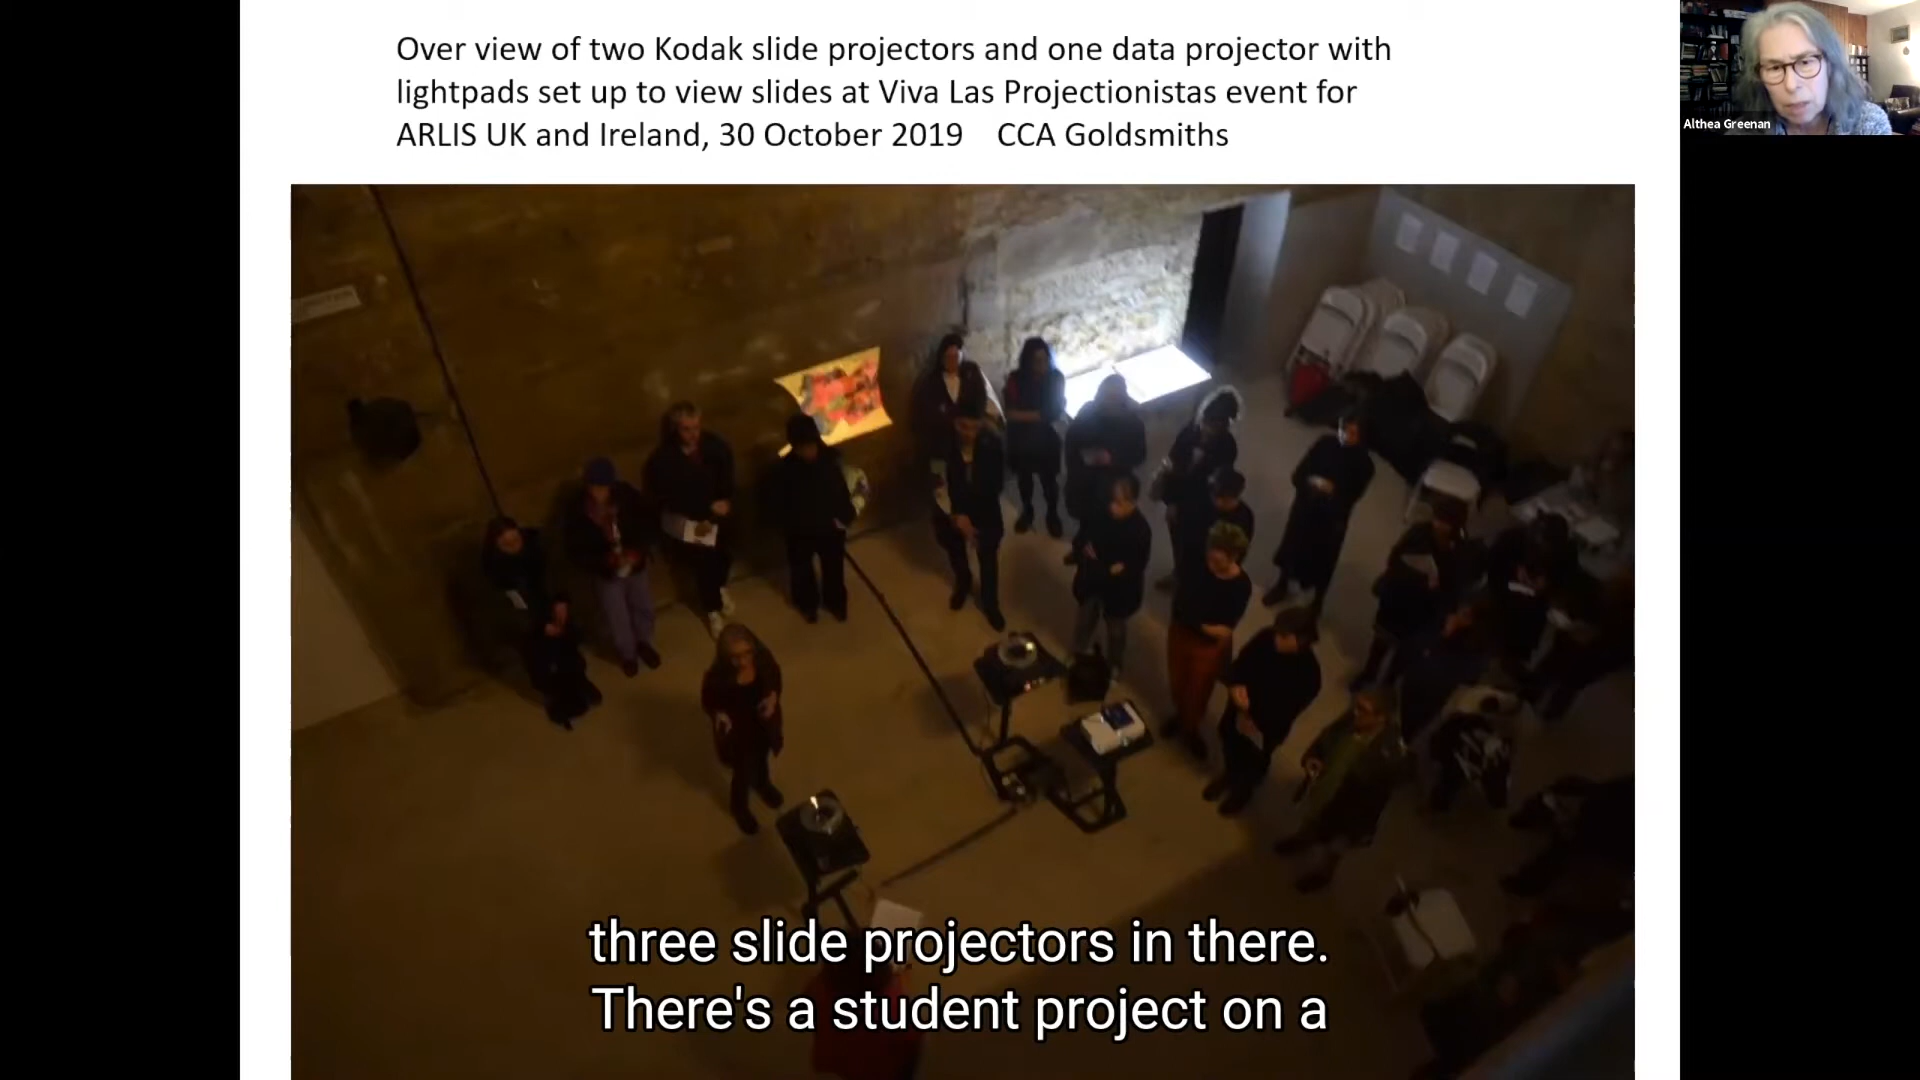 Over view of two Kodak slide projectors and one data projector with
lightpads set up to view slides at Viva Las Projectionistas event for
ARLIS UK and Ireland, 30 October 2019    CCA Goldsmiths
Althea Greenan
three slide projectors in there.
There's a student project on a